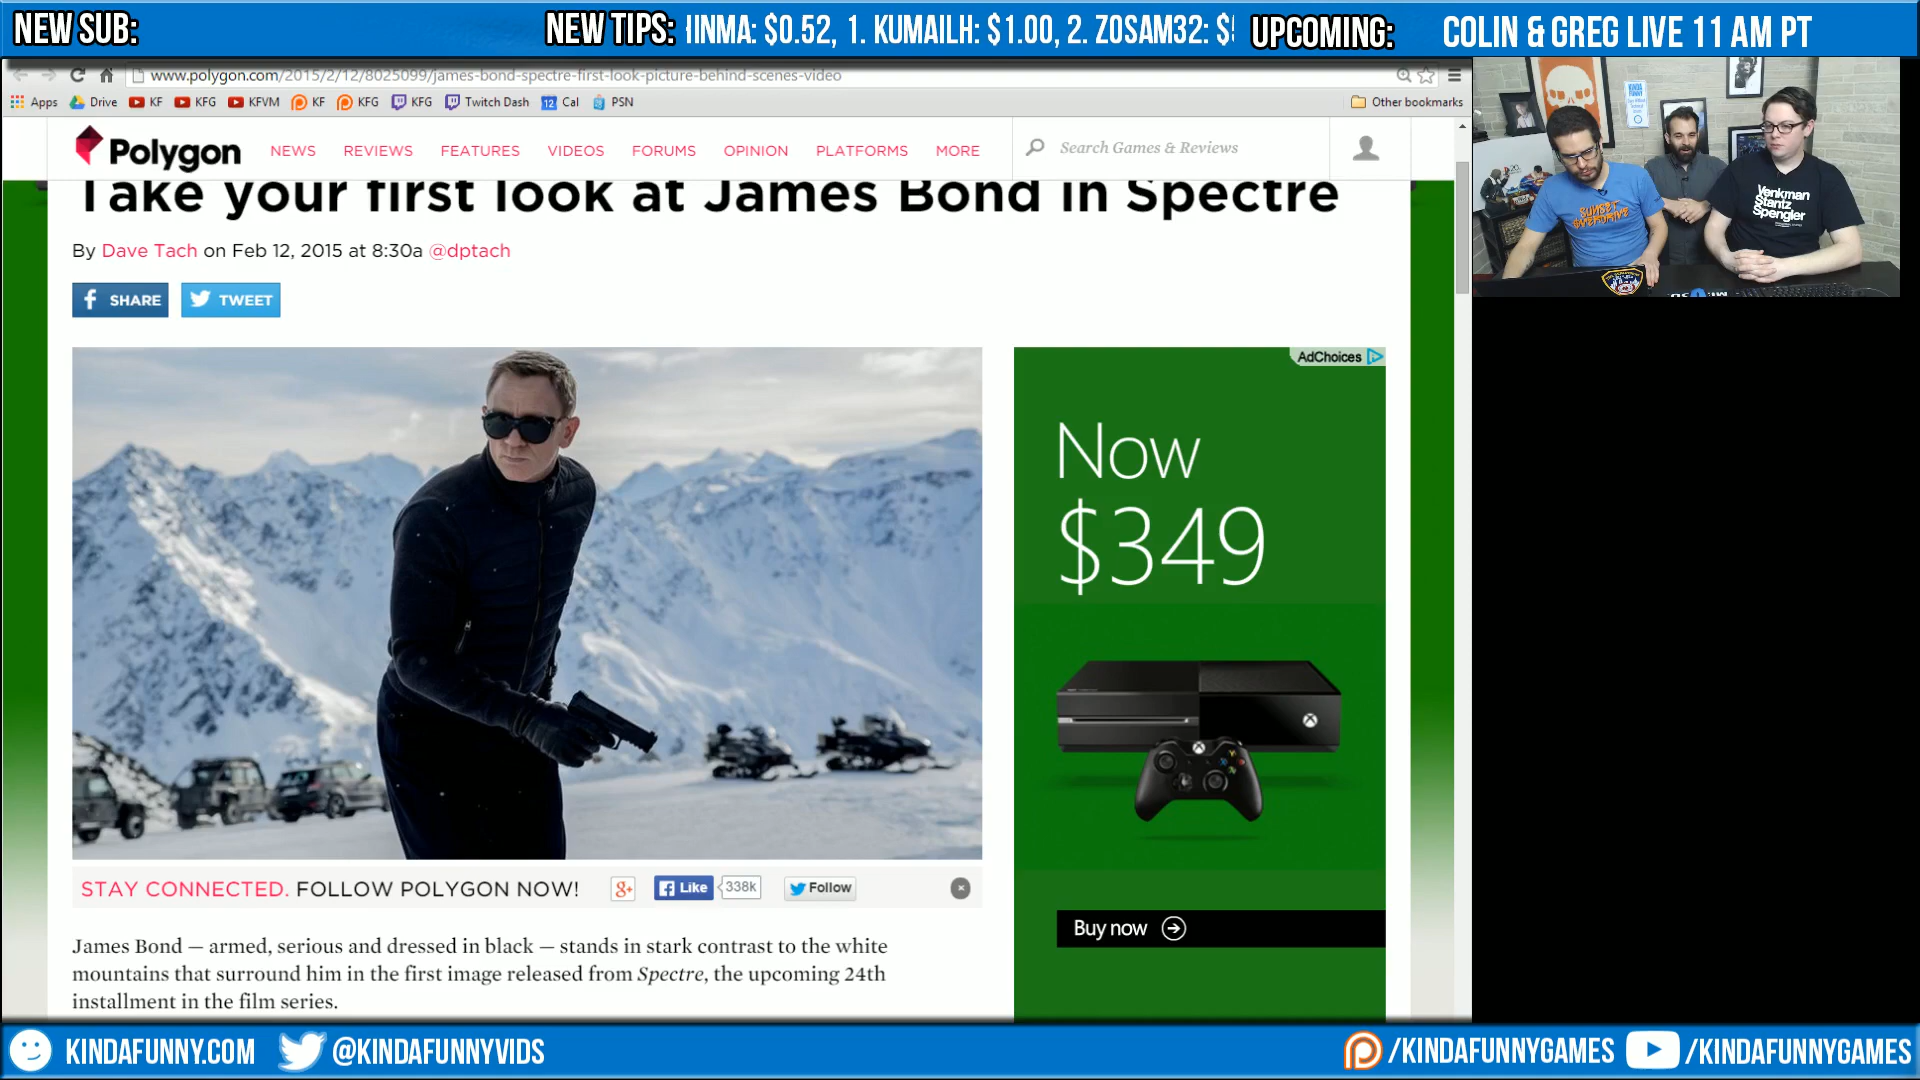 NEW SUB:
NEW TIPS: HINMA: $0.52, 1. KUMAILH: $1.00, 2. ZOSAM32: $
UPCOMING: COLIN & GREG LIVE 11 AM PT
www.polygon.com/2015/2/12/8025099/james-bond-spectre-first-look-picture-behind-scenes-video
Apps Drive KF KFG KFVM KF KFG KFG Twitch Dash 12 Cal PSN Other bookmarks
Polygon NEWS REVIEWS FEATURES VIDEOS FORUMS OPINION PLATFORMS MORE Search Games & Reviews
Take your first look at James Bond in Spectre
By Dave Tach on Feb 12, 2015 at 8:30a @dptach
f SHARE TWEET
AdChoices
Now
$349
Buy now
STAY CONNECTED. FOLLOW POLYGON NOW! g+ Like 338k Follow
James Bond — armed, serious and dressed in black — stands in stark contrast to the white
mountains that surround him in the first image released from Spectre, the upcoming 24th
installment in the film series.
SUNSET
OVERDRIVE
Venkman
Stantz
Spengler
KINDAFUNNY.COM @KINDAFUNNYVIDS /KINDAFUNNYGAMES /KINDAFUNNYGAMES